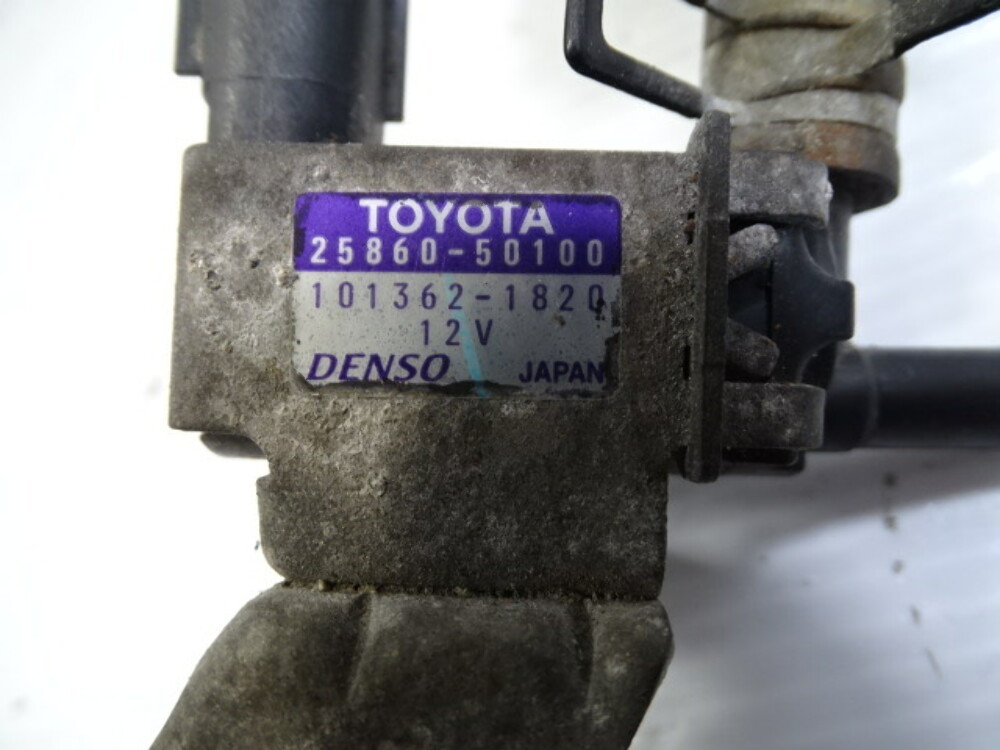 TOYOTA
25860-50100
101362-1820
12V
DENSO JAPAN